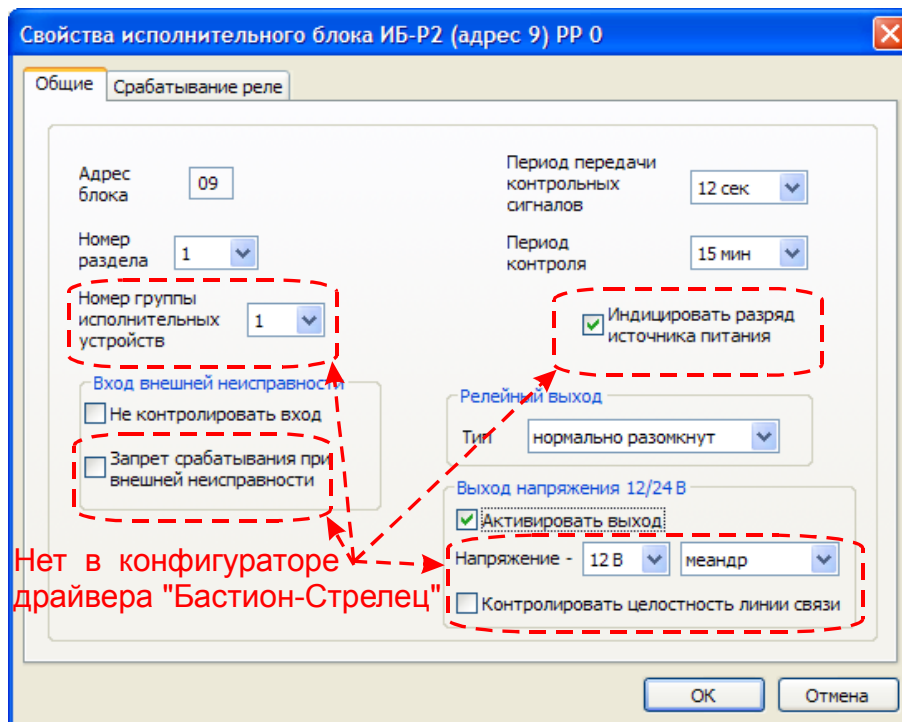 Свойства исполнительного блока ИБ-Р2 (адрес 9) РР 0
Общие
Срабатывание реле
Адрес
блока
09
Номер
раздела
1
Номер группы
исполнительных
устройств
1
Вход внешней неисправности
Не контролировать вход
Запрет срабатывания при
внешней неисправности
Период передачи
контрольных
сигналов
12 сек
Период
контроля
15 мин
Индицировать разряд
источника питания
Релейный выход
Тип
нормально разомкнут
Выход напряжения 12/24 В
Активировать выход
Напряжение -
12 В
меандр
Контролировать целостность линии связи
Нет в конфигураторе
драйвера "Бастион-Стрелец"
ОК
Отмена